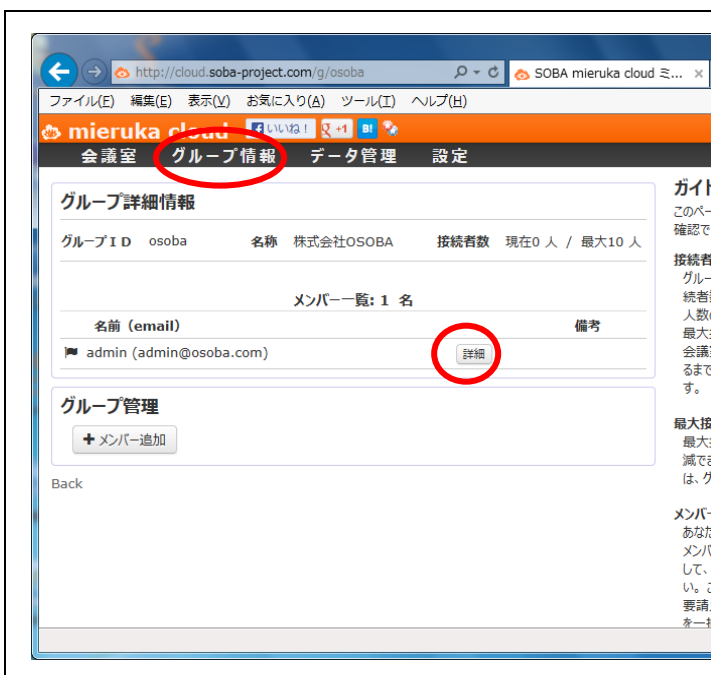 http://cloud.soba-project.com/g/osoba
SOBA mieruka cloud ミ... ×
ファイル(F) 編集(E) 表示(V) お気に入り(A) ツール(T) ヘルプ(H)
mieruka cloud いいね! +1 B!
会議室 グループ情報 データ管理 設定
グループ詳細情報
グループID osoba 名称 株式会社OSOBA 接続者数 現在0 人 / 最大10 人
メンバー一覧: 1 名
名前 (email) 備考
admin (admin@osoba.com) 詳細
グループ管理
+ メンバー追加
Back
ガイド
このペー
確認で
接続者
グルー
続者
人数
最大
会議
るまで
す。
最大接
最大
減でき
は、グ
メンバー
あなた
メンバ
して、
い。こ
要請
を一